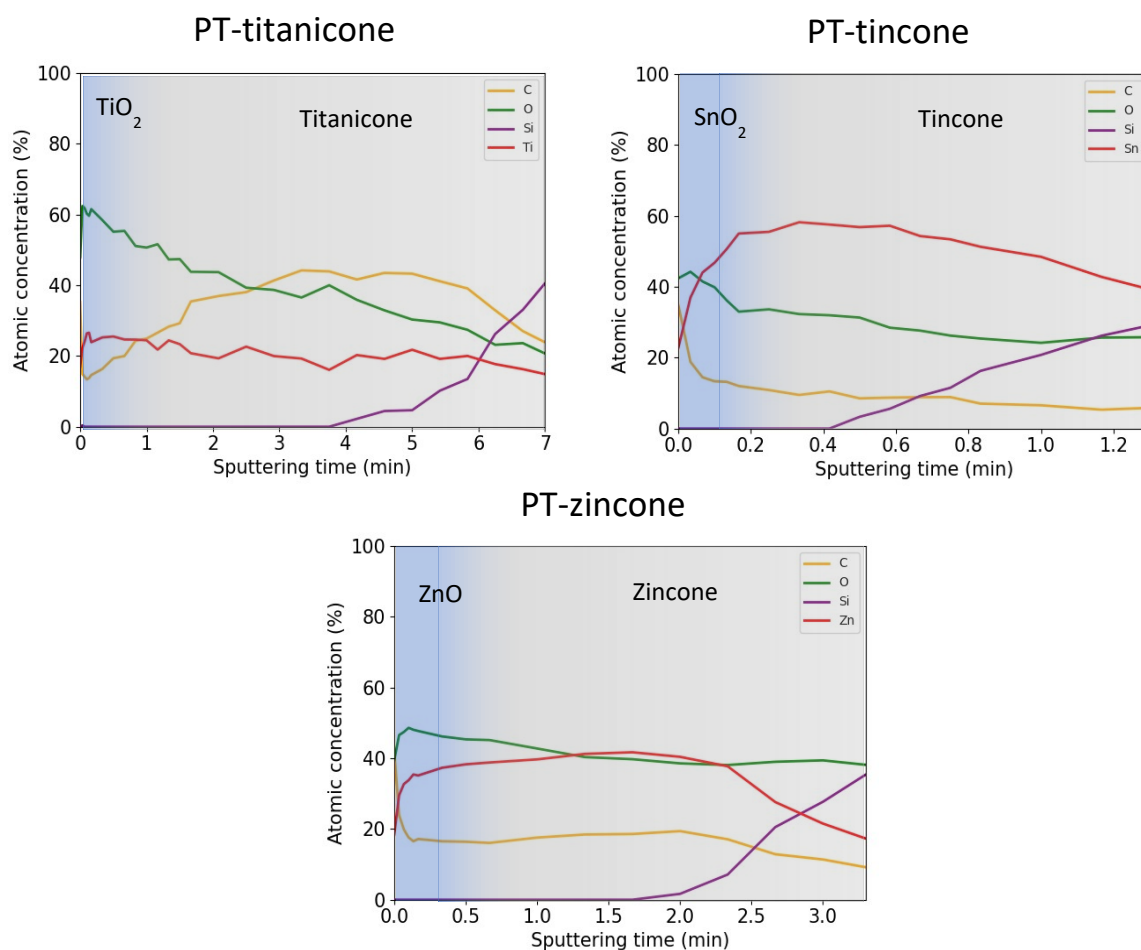 PT-titanicone
100
80
60
40
20
0
Atomic concentration (%)
TiO2
Titanicone
C
O
Si
Ti
0 1 2 3 4 5 6 7
Sputtering time (min)
PT-tincone
100
80
60
40
20
0
Atomic concentration (%)
SnO2
Tincone
C
O
Si
Sn
0.0 0.2 0.4 0.6 0.8 1.0 1.2
Sputtering time (min)
PT-zincone
100
80
60
40
20
0
Atomic concentration (%)
ZnO
Zincone
C
O
Si
Zn
0.0 0.5 1.0 1.5 2.0 2.5 3.0
Sputtering time (min)